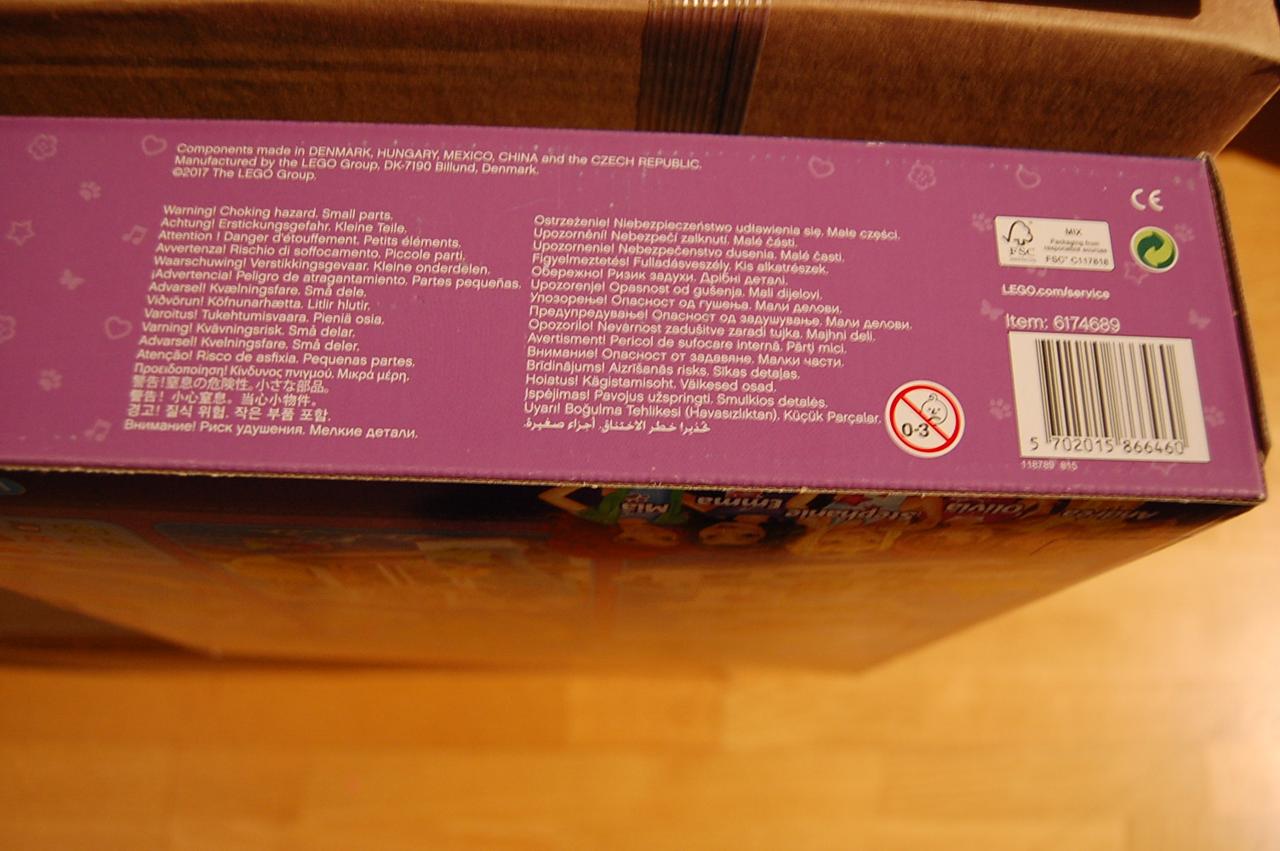 Components made in DENMARK, HUNGARY, MEXICO, CHINA and the CZECH REPUBLIC.
Manufactured by the LEGO Group, DK-7190 Billund, Denmark.
©2017 The LEGO Group.
Warning! Choking hazard. Small parts.
Achtung! Erstickungsgefahr. Kleine Teile.
Attention ! Danger d'étouffement. Petits éléments.
Avvertenza! Rischio di soffocamento. Piccole parti.
Waarschuwing! Verstikkingsgevaar. Kleine onderdelen.
¡Advertencia! Peligro de atragantamiento. Partes pequeñas.
Advarsel! Kvælningsfare. Små dele.
Viðvörun! Köfnunarhætta. Litlir hlutir.
Varoitus! Tukehtumisvaara. Pieniä osia.
Varning! Kvävningsrisk. Små delar.
Advarsel! Kvelningsfare. Små deler.
Atenção! Risco de asfixia. Pequenas partes.
Προειδοποίηση! Κίνδυνος πνιγμού. Μικρά μέρη.
警告!窒息の危険性。小さな部品。
警告! 小心窒息。当心小物件。
경고! 질식 위험. 작은 부품 포함.
Внимание! Риск удушения. Мелкие детали.
Ostrzeżenie! Niebezpieczeństwo udławienia się. Małe części.
Upozornění! Nebezpečí zalknutí. Malé části.
Upozornenie! Nebezpečenstvo dusenia. Malé časti.
Figyelmeztetés! Fulladásveszély. Kis alkatrészek.
Обережно! Ризик задухи. Дрібні деталі.
Upozorenje! Opasnost od gušenja. Mali dijelovi.
Упозорење! Опасност од гушења. Мали делови.
Предупредување! Опасност од задушување. Мали делови.
Opozorilo! Nevarnost zadušitve zaradi tujka. Majhni deli.
Avertisment! Pericol de sufocare internă. Părți mici.
Внимание! Опасност от задавяне. Малки части.
Brīdinājums! Aizrīšanās risks. Sīkas detaļas.
Hoiatus! Kägistamisoht. Väikesed osad.
Įspėjimas! Pavojus užspringti. Smulkios detalės.
Uyarı! Boğulma Tehlikesi (Havasızlıktan). Küçük Parçalar.
تحذير! خطر الاختناق. أجزاء صغيرة.
0-3
CE
FSC
MIX
Packaging from
responsible sources
FSC® C117818
LEGO.com/service
Item: 6174689
5 702015 866460
118789 815
Mia
Emma
Stephanie
Olivia
Andrea